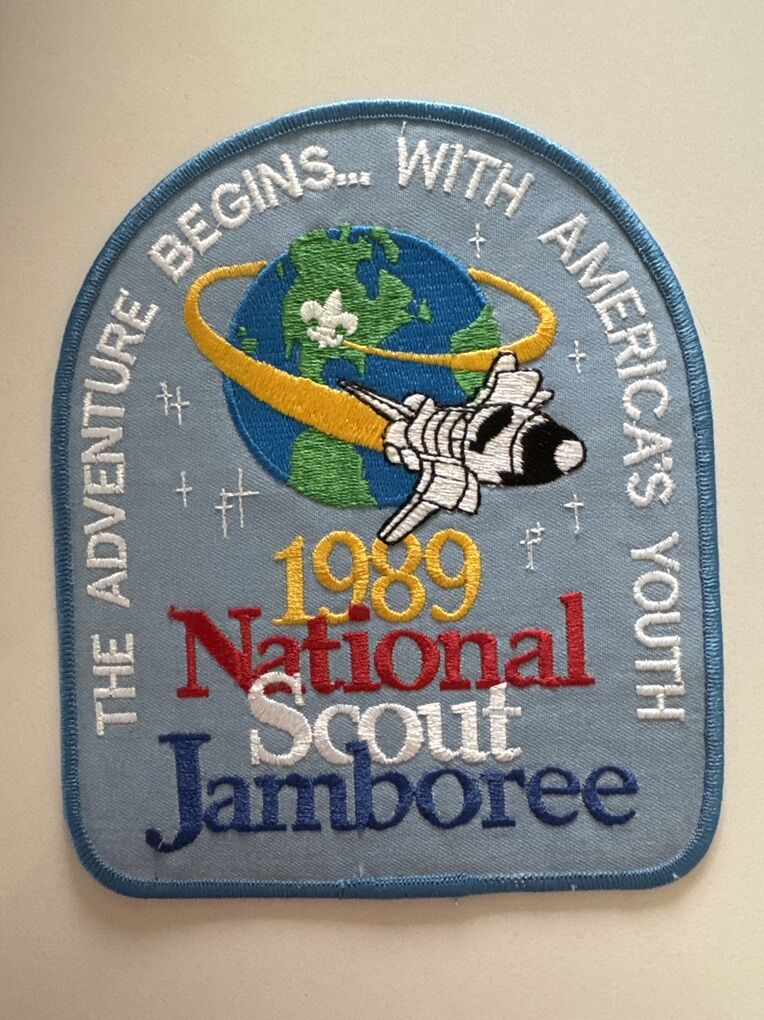 THE ADVENTURE BEGINS... WITH AMERICA'S YOUTH
1989
National
Scout
Jamboree